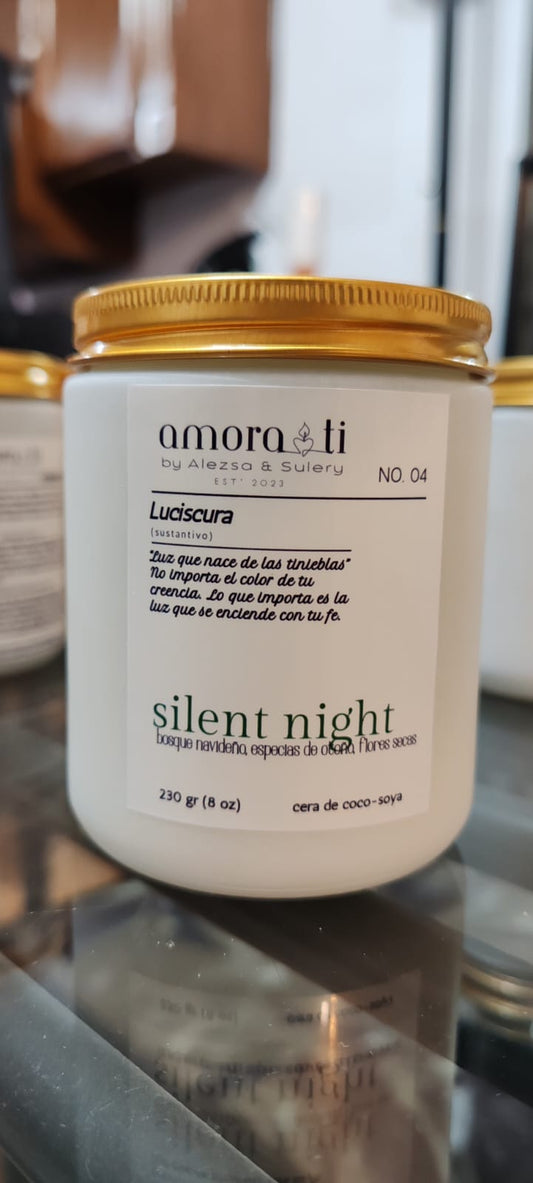 amora ti
by Alezsa & Sulery
EST' 2023
NO. 04
Luciscura
(sustantivo)
"Luz que nace de las tinieblas"
No importa el color de tu
creencia. Lo que importa es la
luz que se enciende con tu fe.
silent night
bosque navideño, especias de otoño, flores secas
230 gr (8 oz)
cera de coco-soya